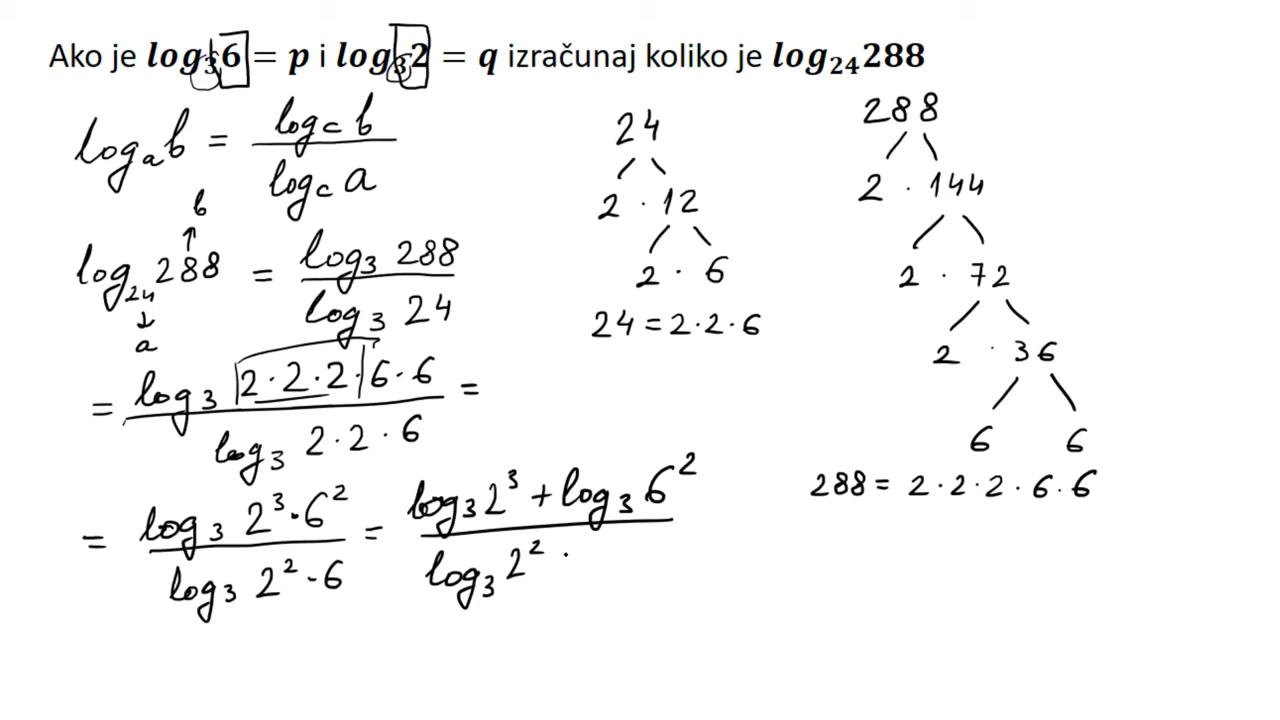 Ako je log₃6 = p i log₃2 = q izračunaj koliko je log₂₄288
logₐb = log_c b / log_c a
b
↑
log₂₄288 = log₃ 288 / log₃ 24
↓
a
= log₃ 2·2·2·6·6 / log₃ 2·2·6 =
= log₃ 2³·6² / log₃ 2²·6 = log₃2³ + log₃6² / log₃2² ·
24
2 · 12
2 · 6
24 = 2·2·6
288
2 · 144
2 · 72
2 · 36
6 6
288 = 2·2·2·6·6